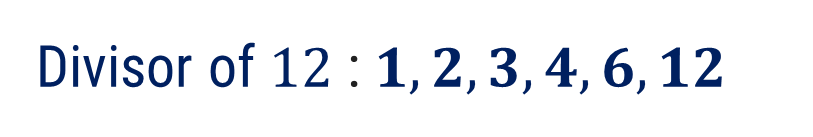 Divisor of 12 : 1, 2, 3, 4, 6, 12